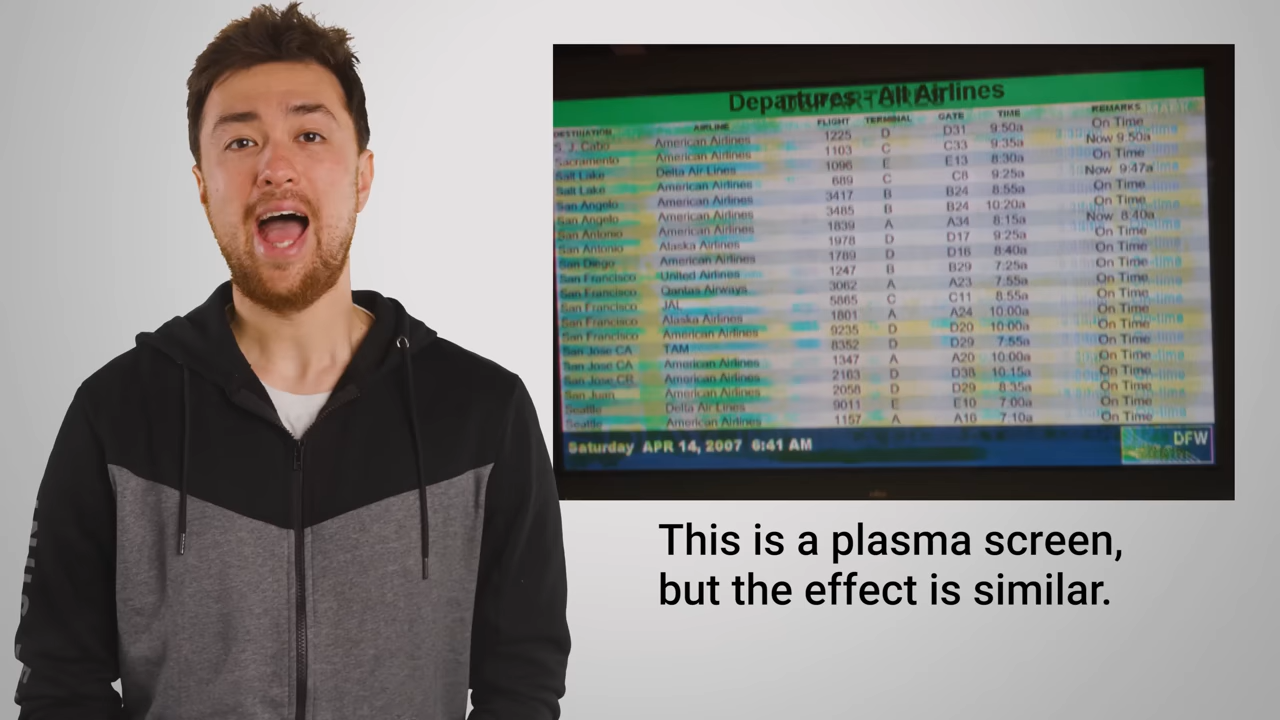 Departures - All Airlines
DESTINATION AIRLINE FLIGHT TERMINAL GATE TIME REMARKS
S. J. Cabo American Airlines 1225 D D31 9:50a On Time
Sacramento American Airlines 1103 C C33 9:35a Now 9:50a
Salt Lake Delta Air Lines 1096 E E13 8:30a On Time
Salt Lake American Airlines 689 C C8 9:25a Now 9:47a
San Angelo American Airlines 3417 B B24 8:55a On Time
San Angelo American Airlines 3485 B B24 10:20a On Time
San Antonio American Airlines 1839 A A34 8:15a Now 8:40a
San Antonio Alaska Airlines 1978 D D17 9:25a On Time
San Diego American Airlines 1789 D D16 8:40a On Time
San Francisco United Airlines 1247 B B29 7:25a On Time
San Francisco Qantas Airways 3062 A A23 7:55a On Time
San Francisco JAL 5865 C C11 8:55a On Time
San Francisco Alaska Airlines 1801 A A24 10:00a On Time
San Francisco American Airlines 9235 D D20 10:00a On Time
San Jose CA TAM 8352 D D29 7:55a On Time
San Jose CA American Airlines 1347 A A20 10:00a On Time
San Jose CR American Airlines 2163 D D38 10:15a On Time
San Juan American Airlines 2058 D D29 8:35a On Time
Seattle Delta Air Lines 9011 E E10 7:00a On Time
Seattle American Airlines 1157 A A16 7:10a On Time
Saturday APR 14, 2007 6:41 AM DFW
This is a plasma screen,
but the effect is similar.